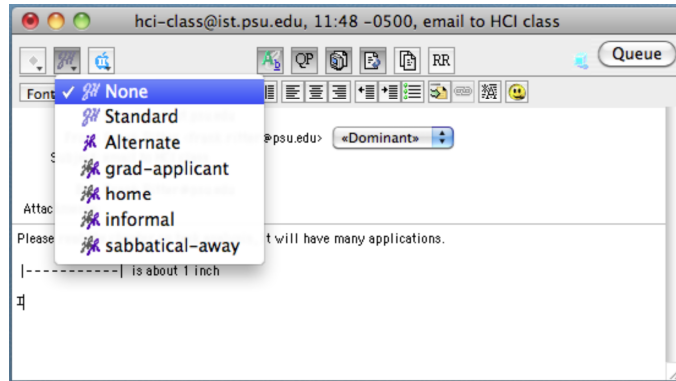 hci-class@ist.psu.edu, 11:48 -0500, email to HCI class
QP RR Queue
Font
✓ None
Standard
Alternate
grad-applicant
home
informal
sabbatical-away
@psu.edu> «Dominant»
S
Attac
Please t will have many applications.
|------------| is about 1 inch